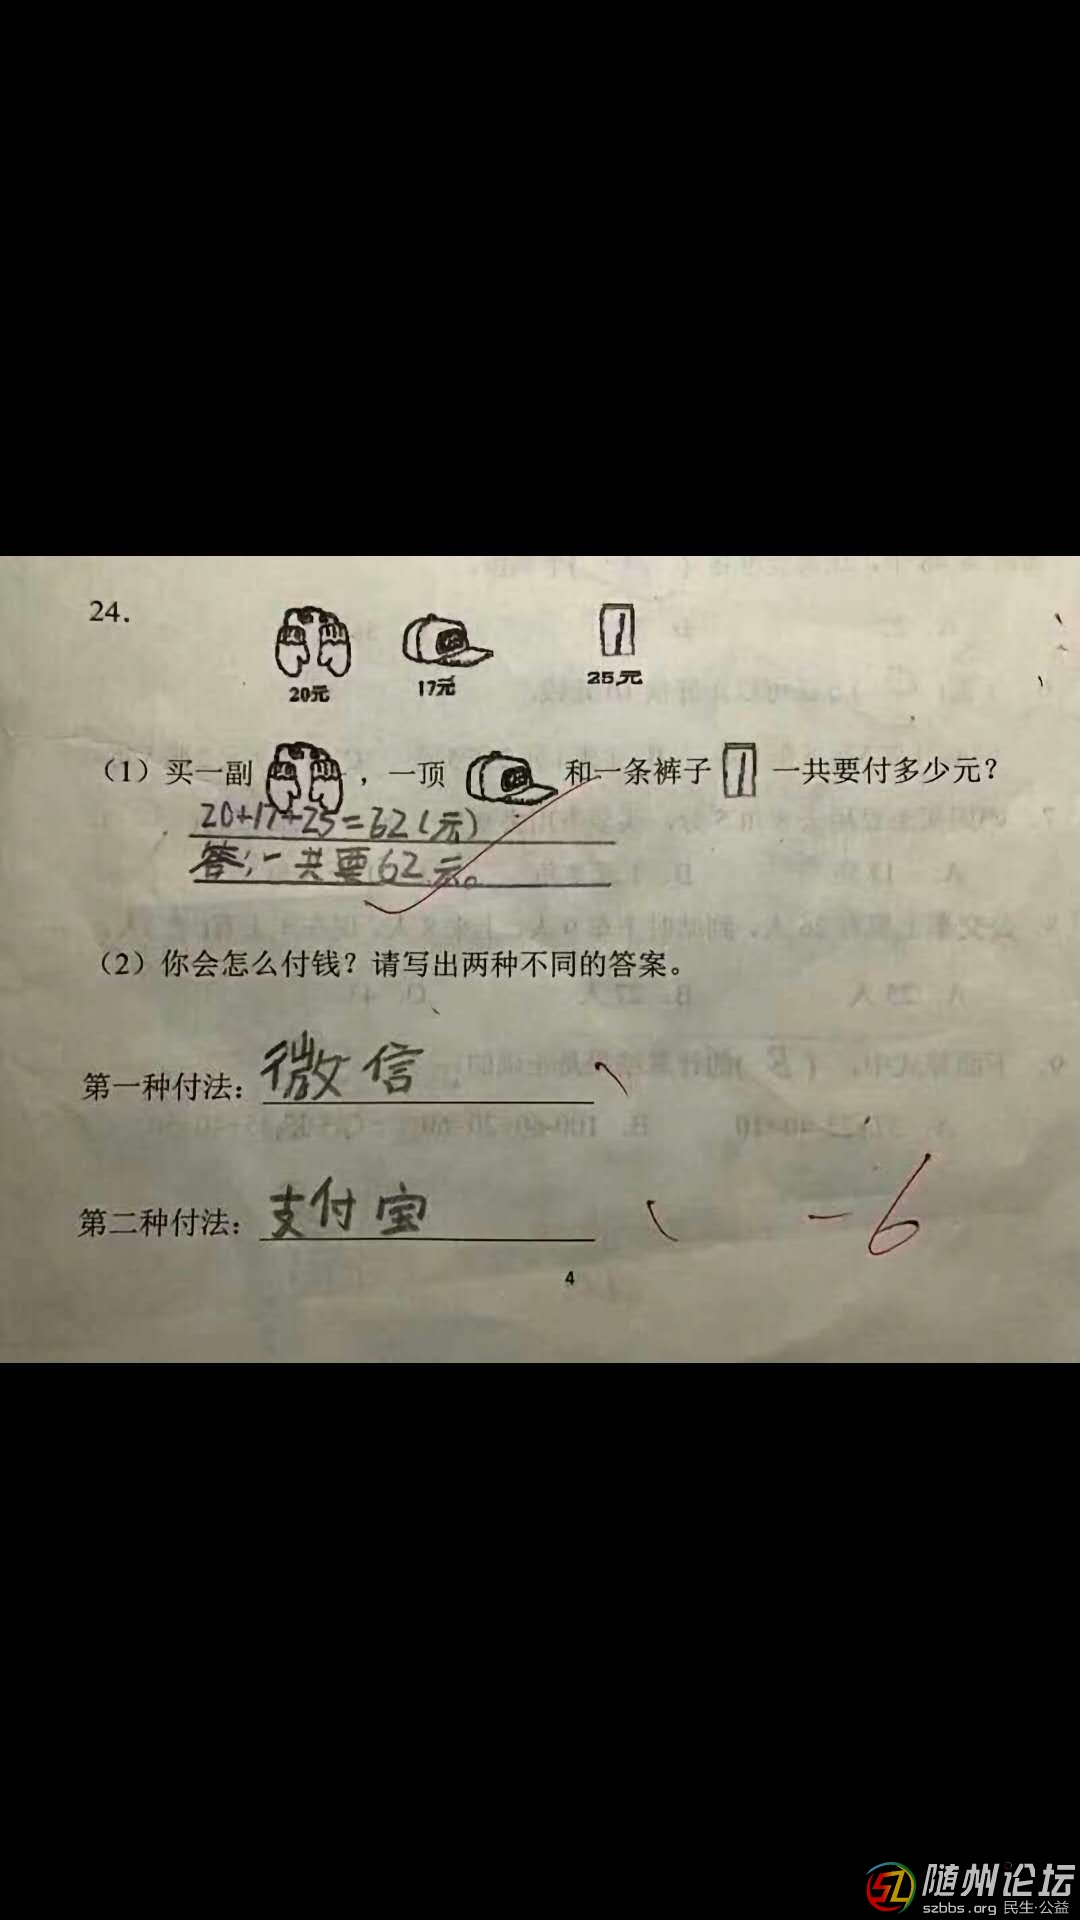 24.
20元 17元 25元
（1）买一副 ，一顶 和一条裤子 一共要付多少元？
20+17+25=62(元)
答:一共要62元。
（2）你会怎么付钱？请写出两种不同的答案。
第一种付法：微信
第二种付法：支付宝
-6
4
随州论坛
szbbs.org 民生·公益